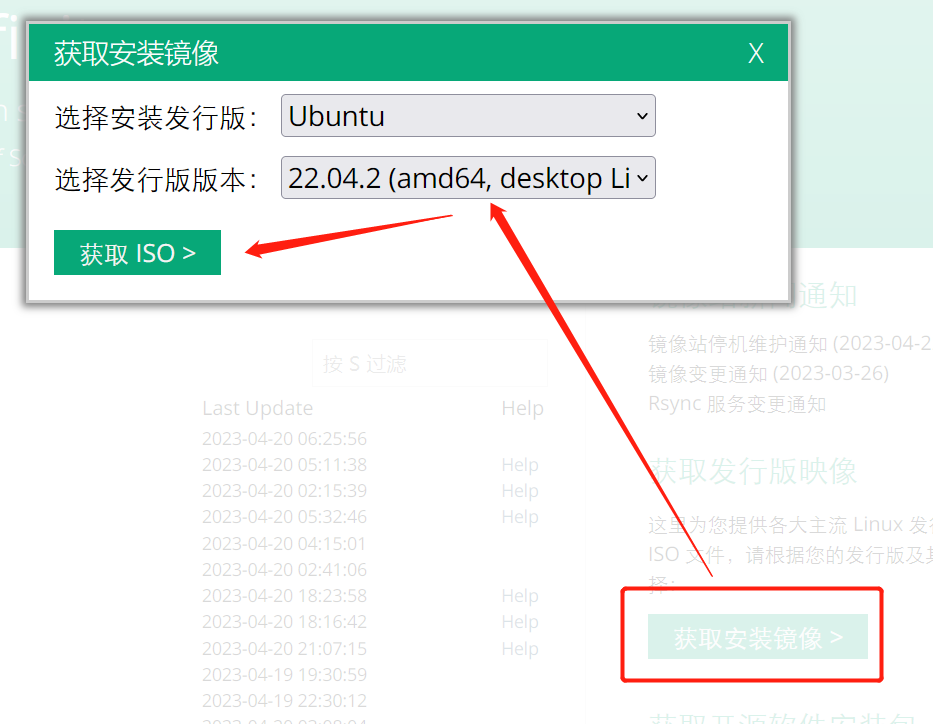 获取安装镜像 X
选择安装发行版： Ubuntu
选择发行版版本： 22.04.2 (amd64, desktop Li
获取 ISO >
通知
按 S 过滤
镜像站停机维护通知 (2023-04-2
镜像变更通知 (2023-03-26)
Rsync 服务变更通知
Last Update Help
2023-04-20 06:25:56
2023-04-20 05:11:38 Help
2023-04-20 02:15:39 Help
2023-04-20 05:32:46 Help
2023-04-20 04:15:01
2023-04-20 02:41:06
2023-04-20 18:23:58 Help
2023-04-20 18:16:42 Help
2023-04-20 21:07:15 Help
2023-04-19 19:30:59
2023-04-19 22:30:12
获取发行版映像
这里为您提供各大主流 Linux 发行
ISO 文件，请根据您的发行版及其
择：
获取安装镜像 >
获取开源软件安装包